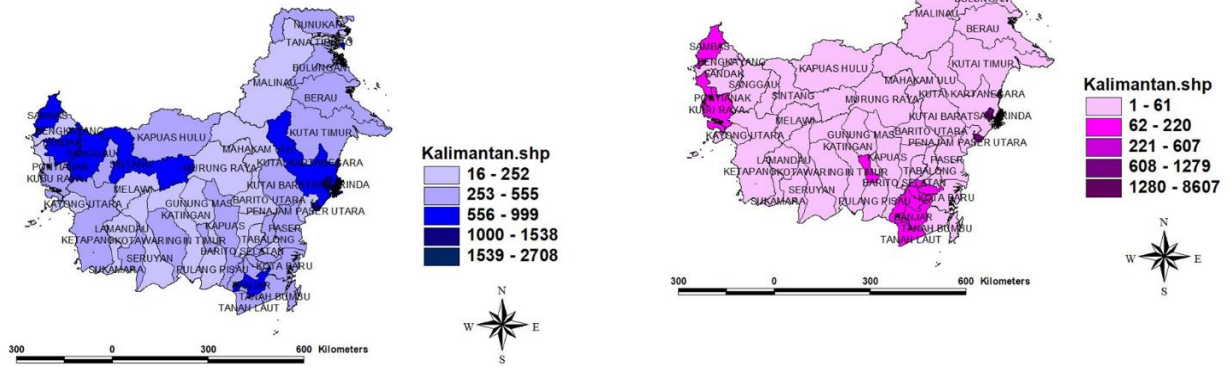 NUNUKAN
BULUNGAN
MALINAU
BERAU
KAPUAS HULU
KUTAI TIMUR
MAHAKAM ULU
KUTAI KARTANEGARA
MURUNG RAYA
MELAWI
KUBU RAYA
KUTAI BARAT
KAYONG UTARA
GUNUNG MAS
BARITO UTARA
PENAJAM PASER UTARA
KATINGAN
LAMANDAU
KAPUAS
PASER
KETAPANG
KOTAWARINGIN TIMUR
TABALONG
BARITO SELATAN
SERUYAN
KOTA BARU
SUKAMARA
PULANG PISAU
TANAH BUMBU
TANAH LAUT
Kalimantan.shp
16 - 252
253 - 555
556 - 999
1000 - 1538
1539 - 2708
N
W E
S
300 0 300 600 Kilometers
MALINAU
BERAU
SAMBAS
KAPUAS HULU
KUTAI TIMUR
SANGGAU
MAHAKAM ULU
SINTANG
KUTAI KARTANEGARA
PONTIANAK
MURUNG RAYA
KUBU RAYA
KUTAI BARAT
MELAWI
BARITO UTARA
KAYONG UTARA
GUNUNG MAS
PENAJAM PASER UTARA
KATINGAN
KAPUAS
PASER
LAMANDAU
TABALONG
KETAPANG
KOTAWARINGIN TIMUR
BARITO SELATAN
SERUYAN
KOTA BARU
SUKAMARA
PULANG PISAU
BANJAR
TANAH BUMBU
TANAH LAUT
Kalimantan.shp
1 - 61
62 - 220
221 - 607
608 - 1279
1280 - 8607
N
W E
S
300 0 300 600 Kilometers